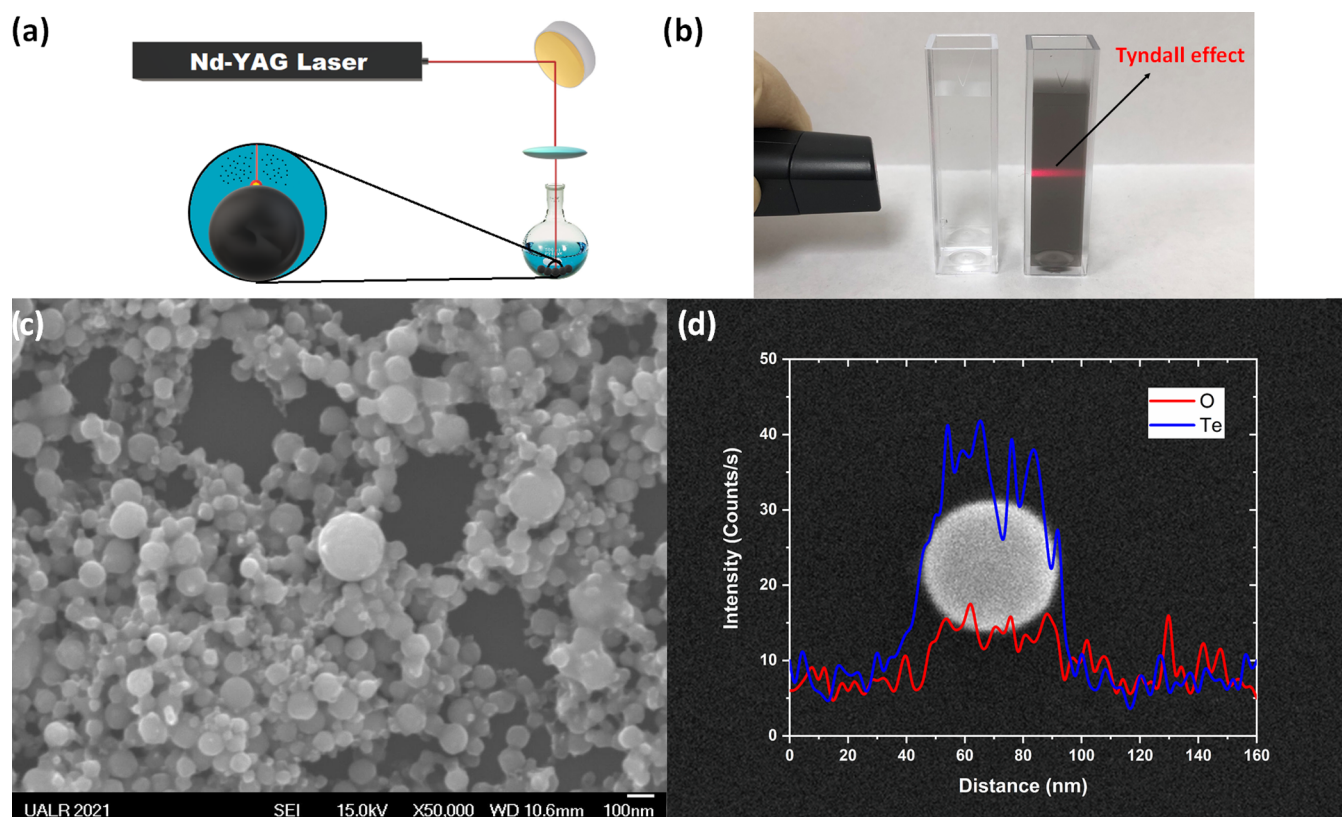 (a)
Nd-YAG Laser
(b)
Tyndall effect
(c)
UALR 2021 SEI 15.0kV X50,000 WD 10.6mm 100nm
(d)
50
40
30
20
10
0
Intensity (Counts/s)
O
Te
0 20 40 60 80 100 120 140 160
Distance (nm)